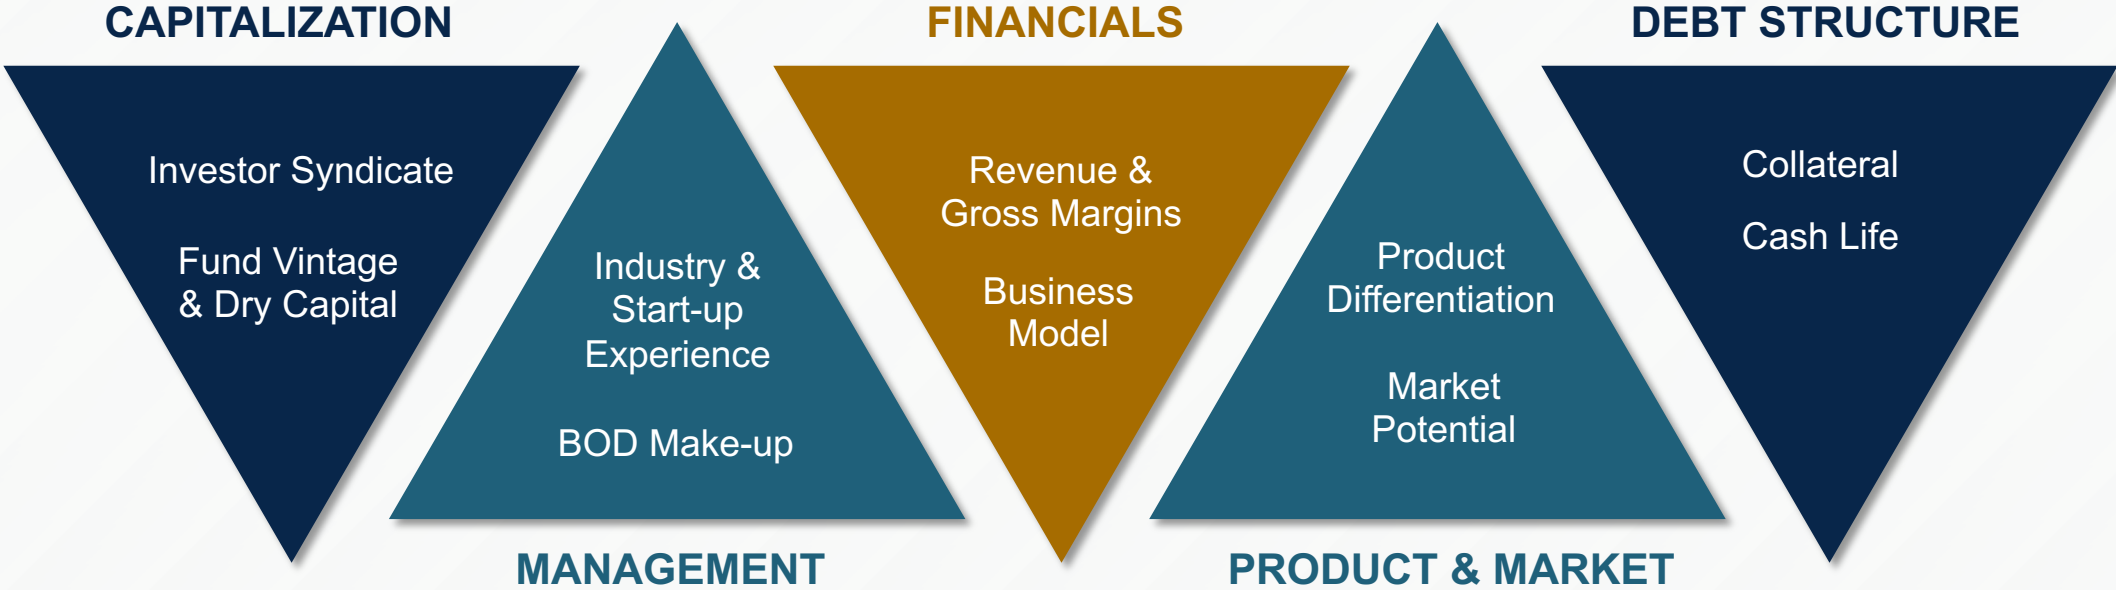 CAPITALIZATION
Investor Syndicate
Fund Vintage
& Dry Capital
Industry &
Start-up
Experience
BOD Make-up
MANAGEMENT
FINANCIALS
Revenue &
Gross Margins
Business
Model
Product
Differentiation
Market
Potential
PRODUCT & MARKET
DEBT STRUCTURE
Collateral
Cash Life